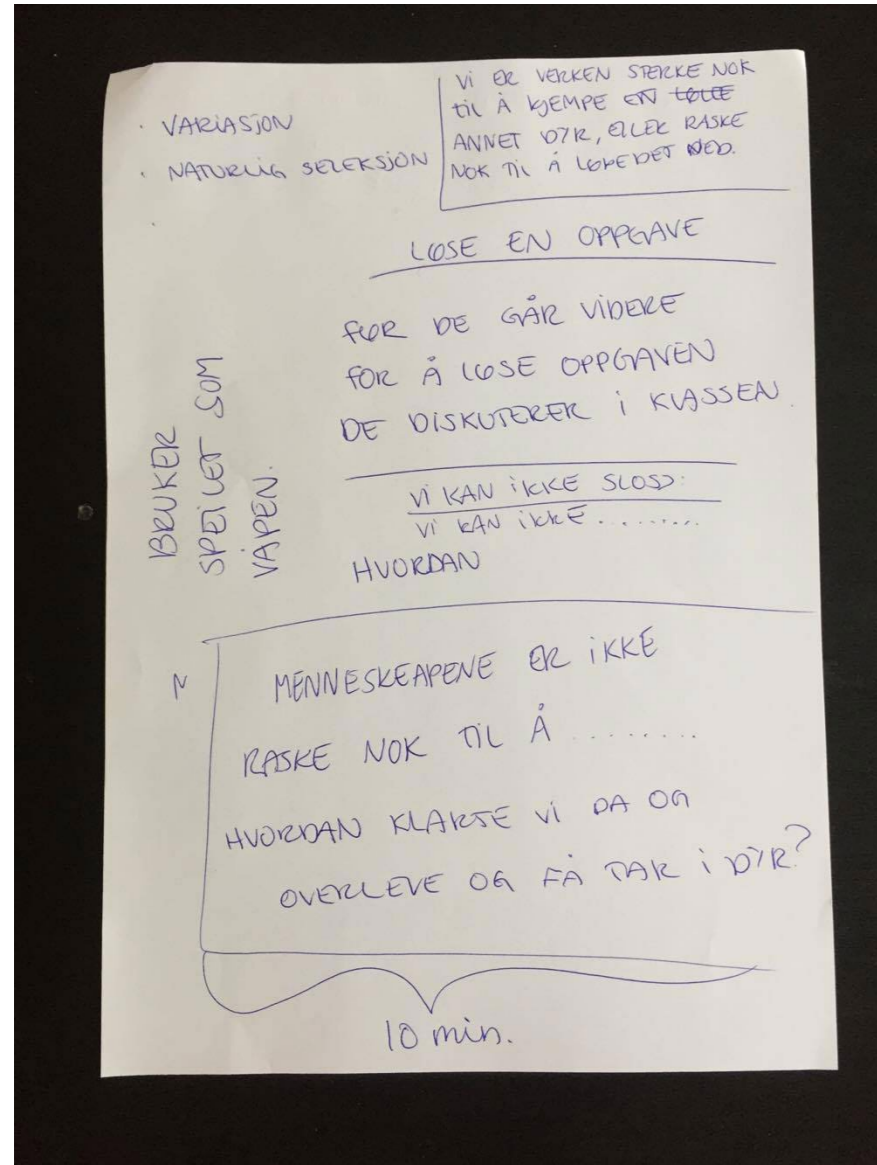 · VARIASJON
· NATURLIG SELEKSJON
·
Vi ER VERKEN STERKE NOK
til Å KJEMPE EN
ANNET DYR, ELLER RASKE
NOK TIL Å LØPE DET NED.
LØSE EN OPPGAVE
FØR DE GÅR VIDERE
FOR Å LØSE OPPGAVEN
DE DISKUTERER i KLASSEN.
Vi KAN iKKE SLOSS:
Vi KAN iKKE.........
HVORDAN
BRUKER
SPEiLET SOM
VÅPEN.
MENNESKEAPENE ER iKKE
RASKE NOK TIL Å ........
HVORDAN KLARTE Vi DA OG
OVERLEVE OG FÅ TAK i DYR?
10 min.